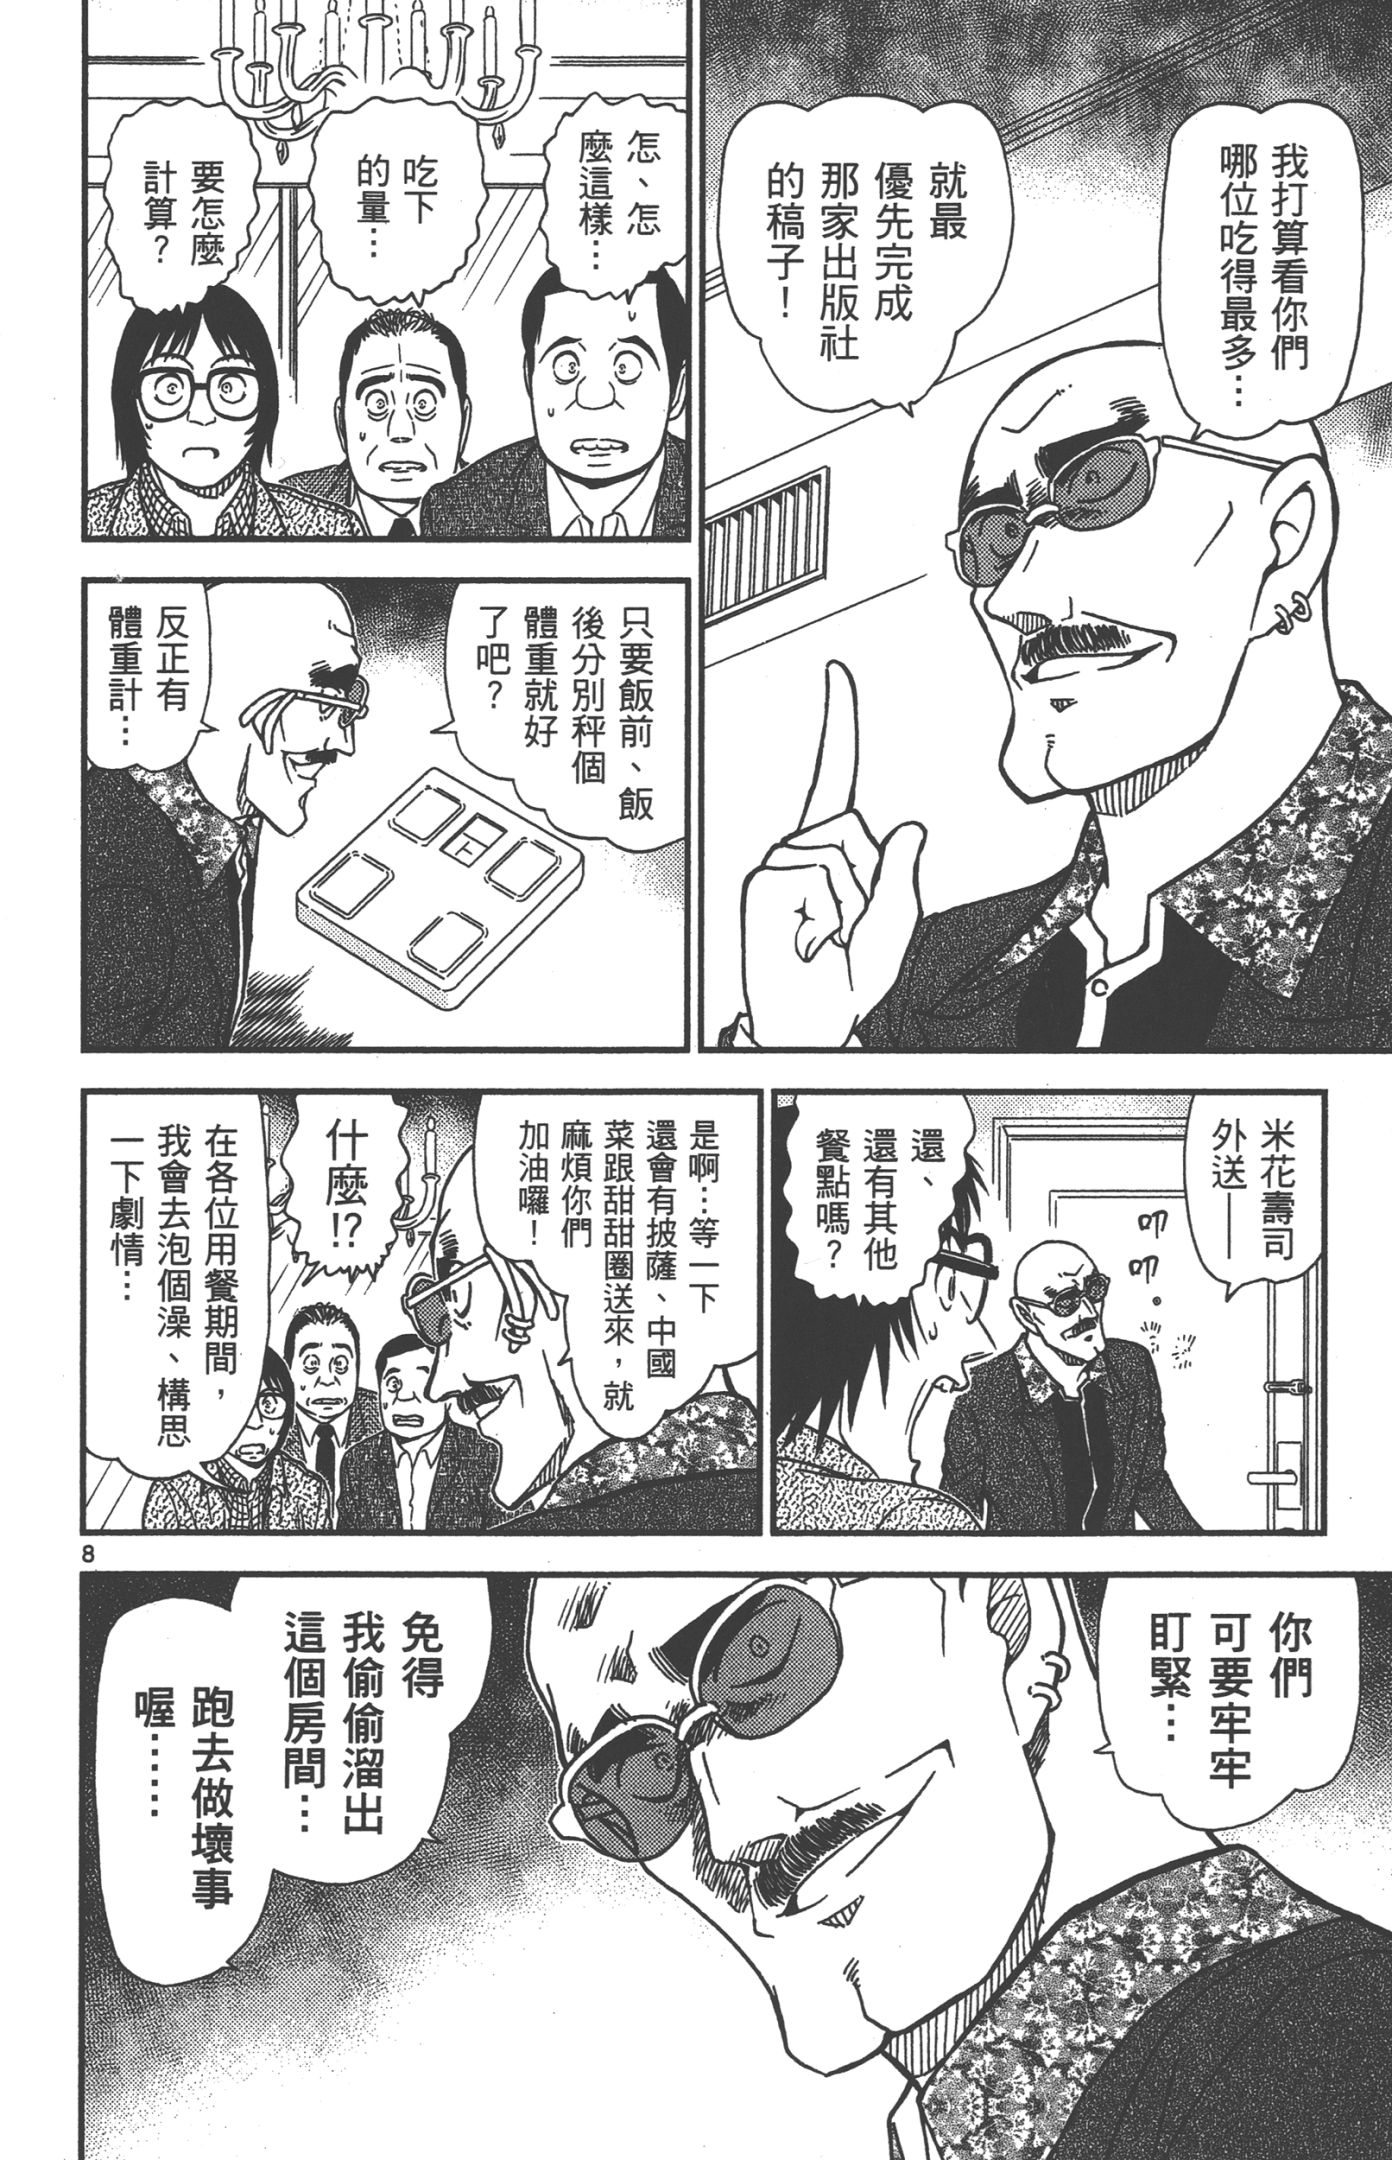 我打算看你們
哪位吃得最多…
就最
優先完成
那家出版社
的稿子！
怎、怎
麼這樣…
吃下
的量…
要怎麼
計算？
只要飯前、飯
後分別秤個
體重就好
了吧？
反正有
體重計…
米花壽司
外送——
叩
叩。
還、
還有其他
餐點嗎？
是啊…等一下
還會有披薩、中國
菜跟甜甜圈送來，就
麻煩你們
加油囉！
什麼!?
在各位用餐期間，
我會去泡個澡、構思
一下劇情…
8
你們
可要牢牢
盯緊…
免得
我偷偷溜出
這個房間…
跑去做壞事
喔……